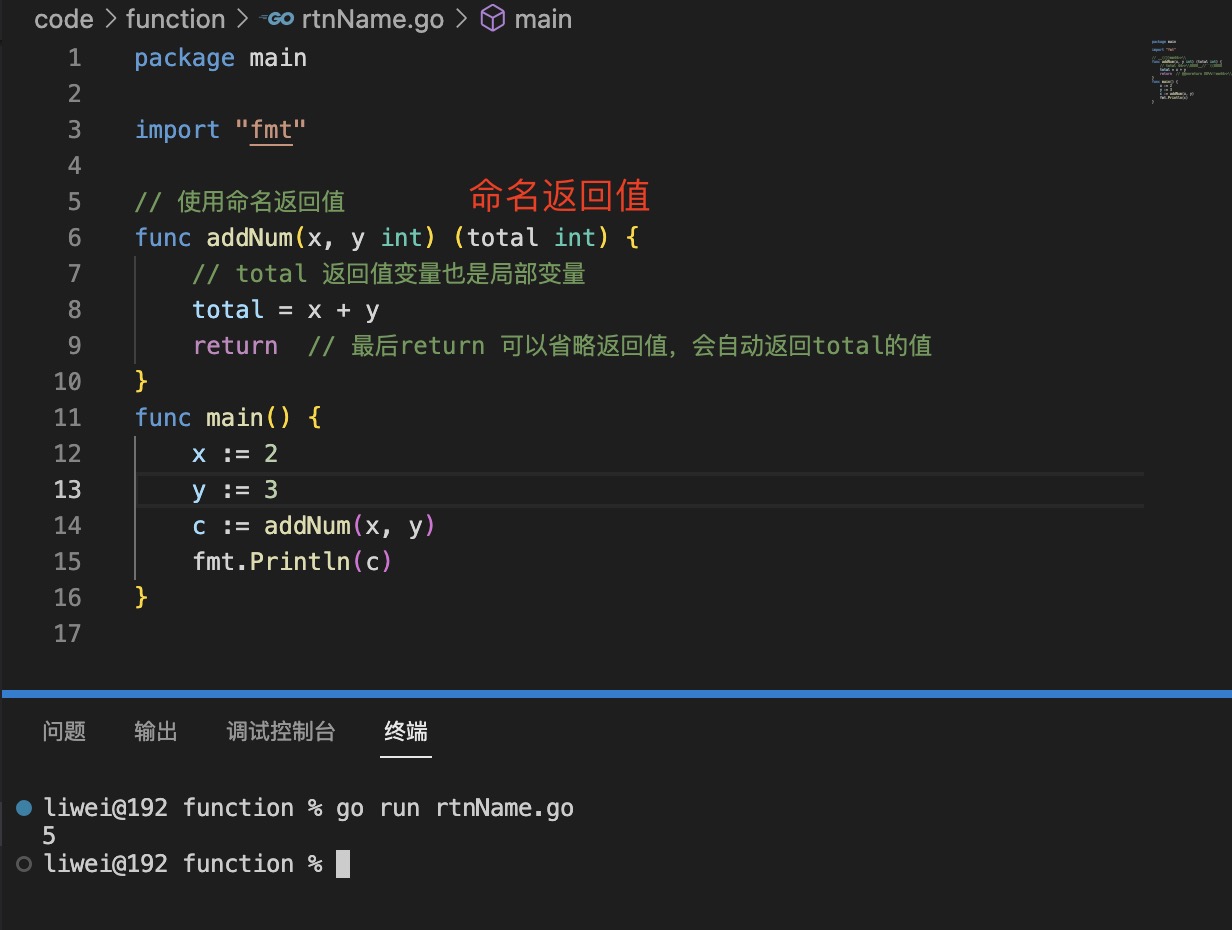 code > function > GO rtnName.go > main
1 package main
2
3 import "fmt"
4
命名返回值
5 // 使用命名返回值
6 func addNum(x, y int) (total int) {
7 // total 返回值变量也是局部变量
8 total = x + y
9 return // 最后return 可以省略返回值，会自动返回total的值
10 }
11 func main() {
12 x := 2
13 y := 3
14 c := addNum(x, y)
15 fmt.Println(c)
16 }
17
问题 输出 调试控制台 终端
liwei@192 function % go run rtnName.go
5
liwei@192 function %